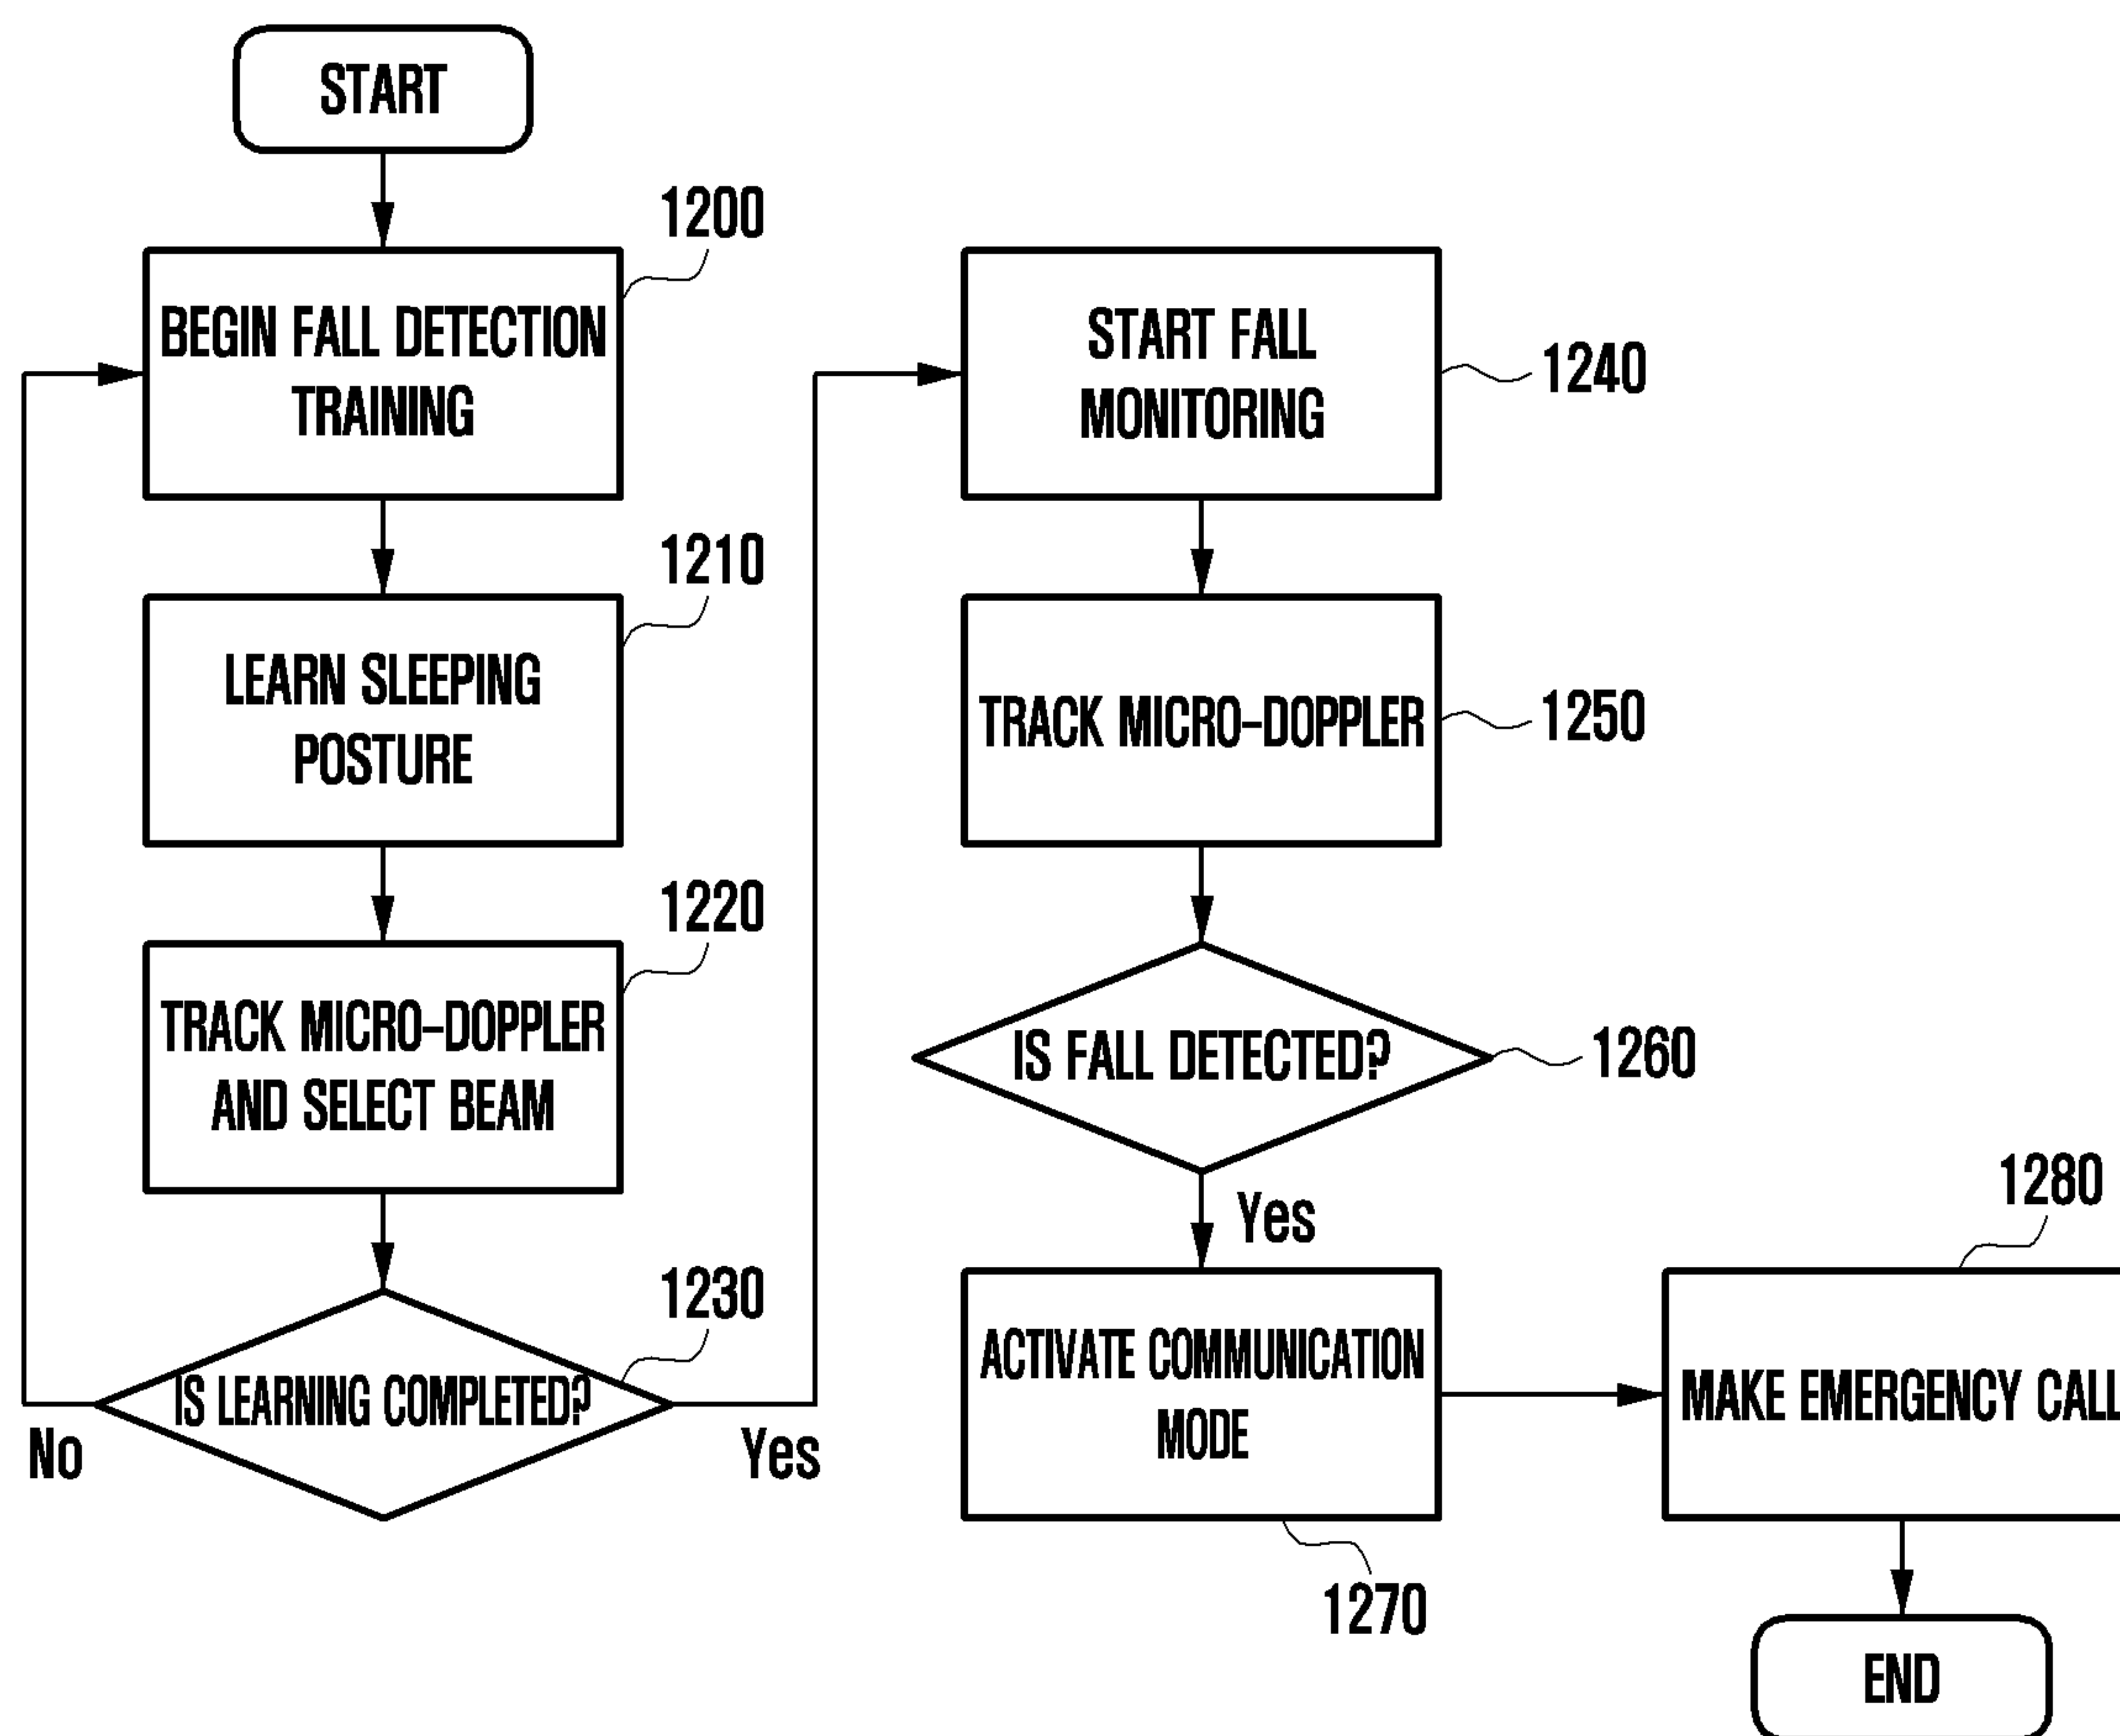 START
1200
BEGIN FALL DETECTION
TRAINING
1210
LEARN SLEEPING
POSTURE
1220
TRACK MICRO-DOPPLER
AND SELECT BEAM
1230
IS LEARNING COMPLETED?
No
Yes
START FALL
MONITORING
1240
TRACK MICRO-DOPPLER
1250
IS FALL DETECTED?
1260
Yes
ACTIVATE COMMUNICATION
MODE
1270
1280
MAKE EMERGENCY CALL
END